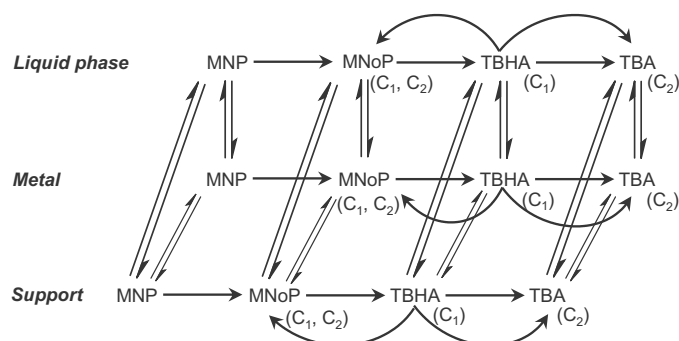 Liquid phase MNP MNoP TBHA TBA
(C₁, C₂) (C₁) (C₂)
Metal MNP MNoP TBHA TBA
(C₁, C₂) (C₁) (C₂)
Support MNP MNoP TBHA TBA
(C₁, C₂) (C₁) (C₂)